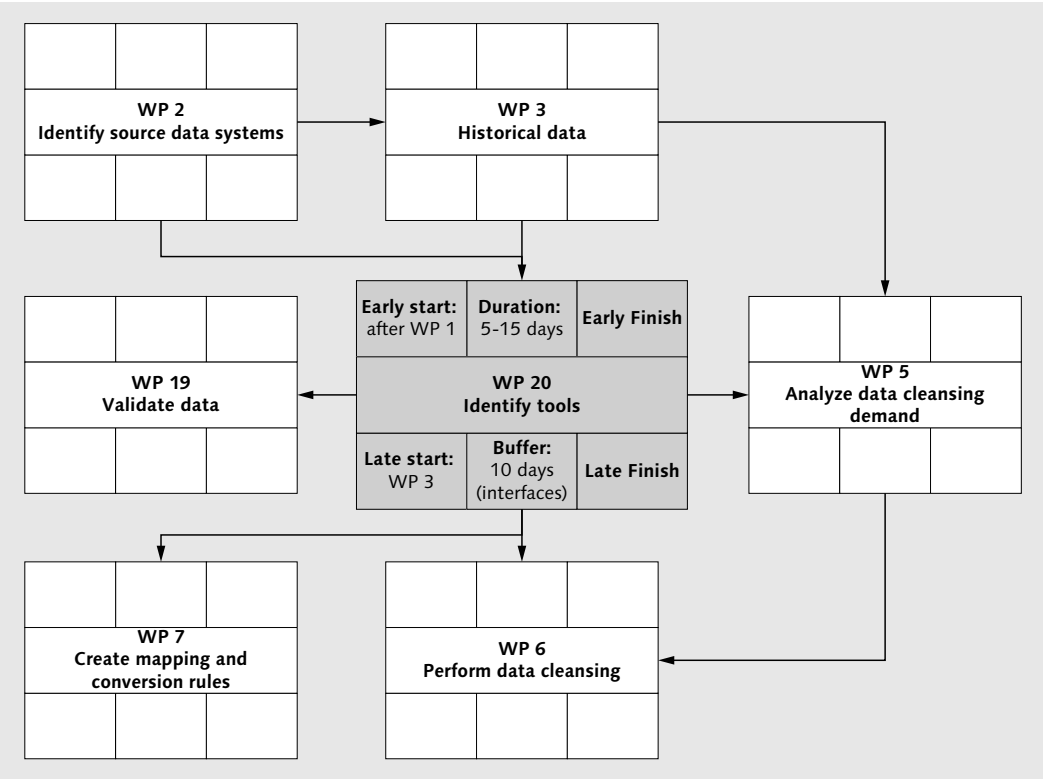 WP 2
Identify source data systems
WP 3
Historical data
Early start:
after WP 1
Duration:
5-15 days
Early Finish
WP 19
Validate data
WP 20
Identify tools
WP 5
Analyze data cleansing
demand
Late start:
WP 3
Buffer:
10 days
(interfaces)
Late Finish
WP 7
Create mapping and
conversion rules
WP 6
Perform data cleansing